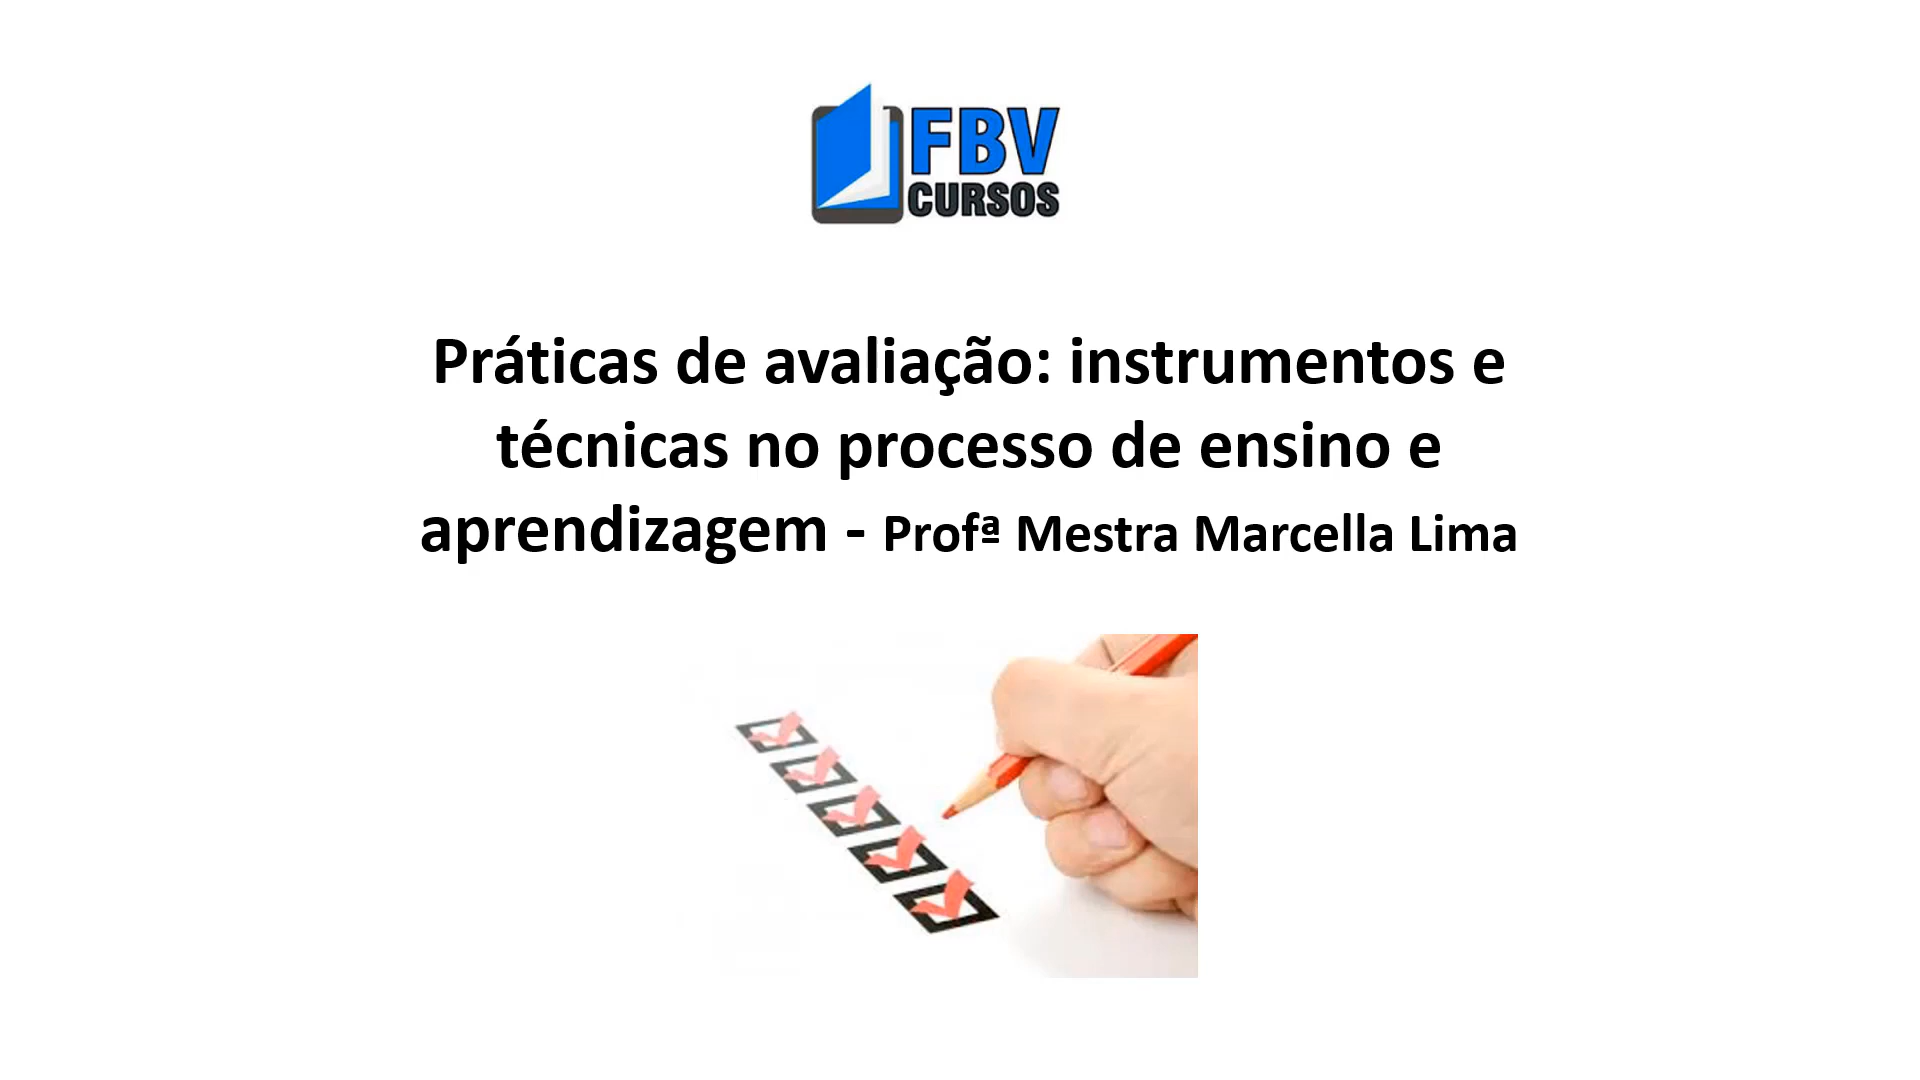 FBV
CURSOS
Práticas de avaliação: instrumentos e
técnicas no processo de ensino e
aprendizagem - Profª Mestra Marcella Lima